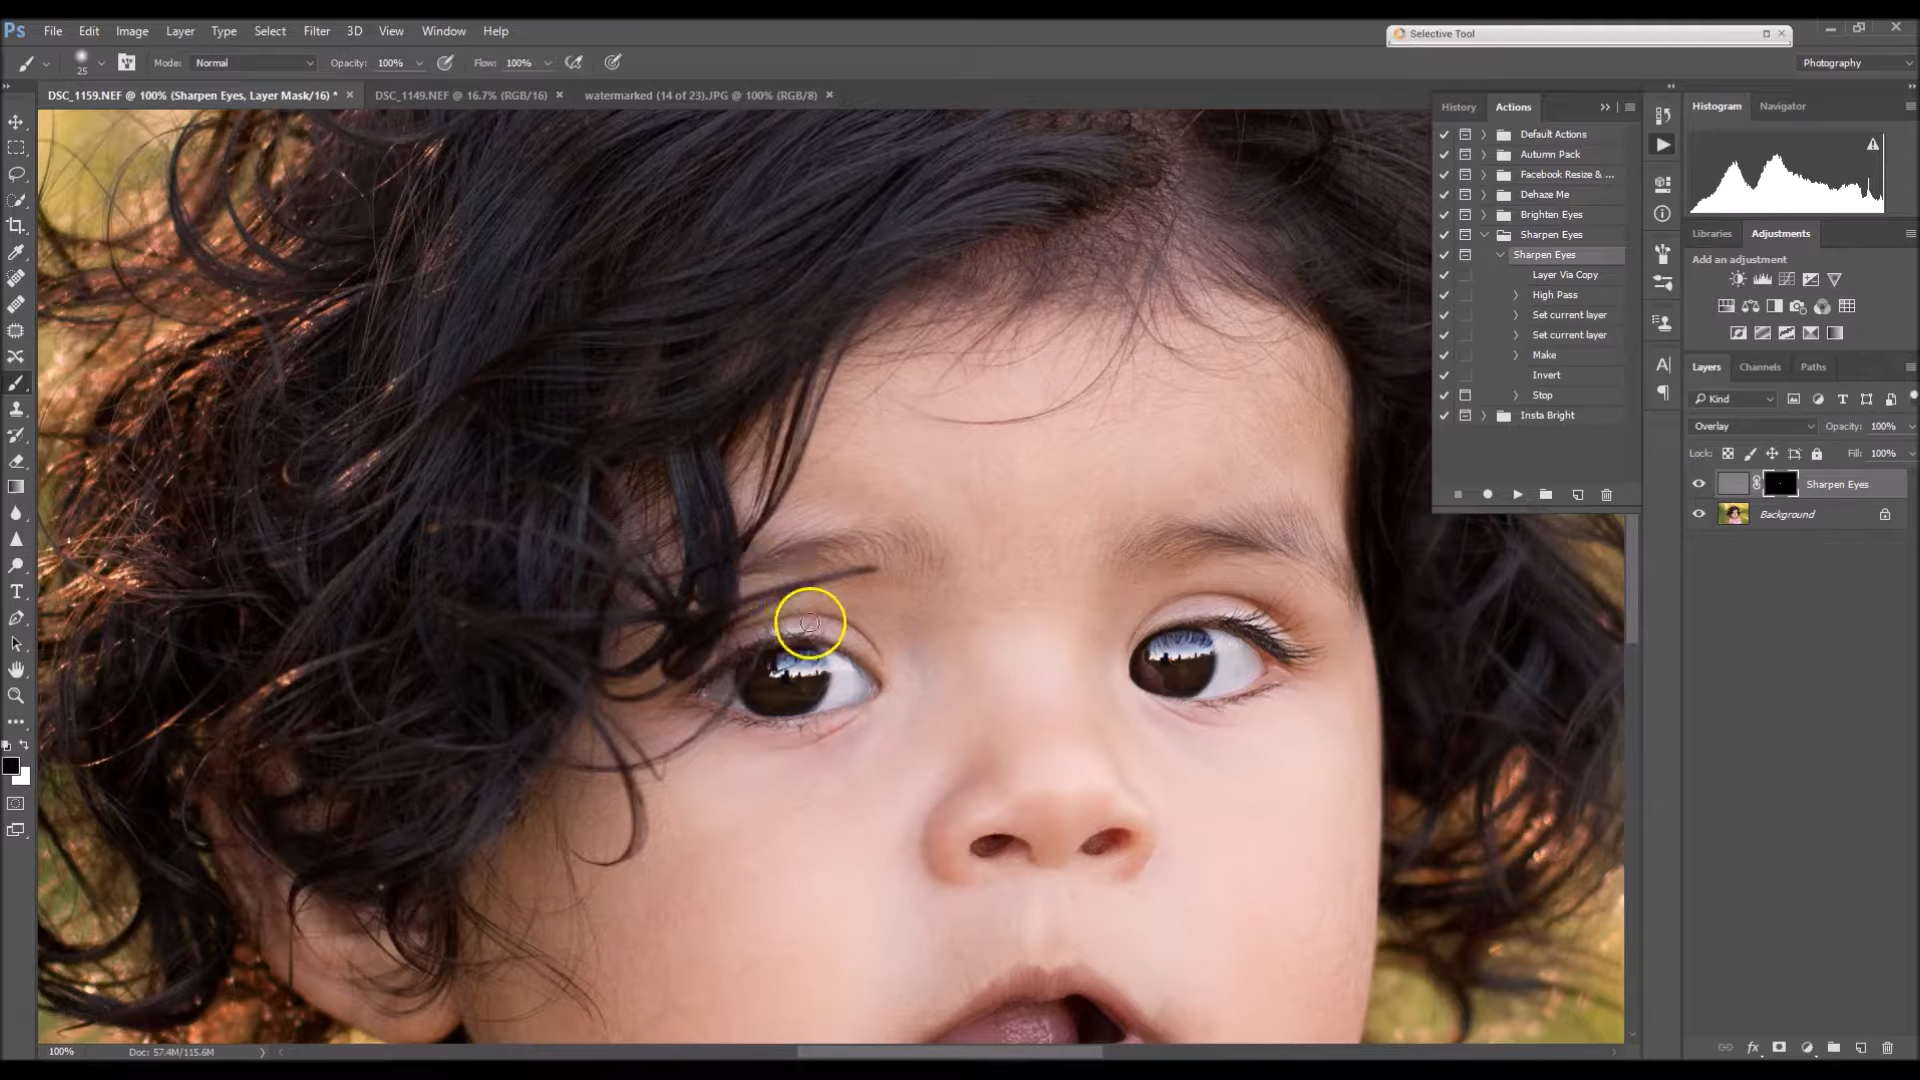 Ps File Edit Image Layer Type Select Filter 3D View Window Help
Selective Tool
25 Mode: Normal Opacity: 100% Flow: 100%
Photography
DSC_1159.NEF @ 100% (Sharpen Eyes, Layer Mask/16) * × DSC_1149.NEF @ 16.7% (RGB/16) × watermarked (14 of 23).JPG @ 100% (RGB/8) ×
History Actions
Default Actions
Autumn Pack
Facebook Resize & ...
Dehaze Me
Brighten Eyes
Sharpen Eyes
Sharpen Eyes
Layer Via Copy
High Pass
Set current layer
Set current layer
Make
Invert
Stop
Insta Bright
Histogram Navigator
Libraries Adjustments
Add an adjustment
Layers Channels Paths
Kind
Overlay Opacity: 100%
Lock: Fill: 100%
Sharpen Eyes
Background
100% Doc: 57.4M/115.6M